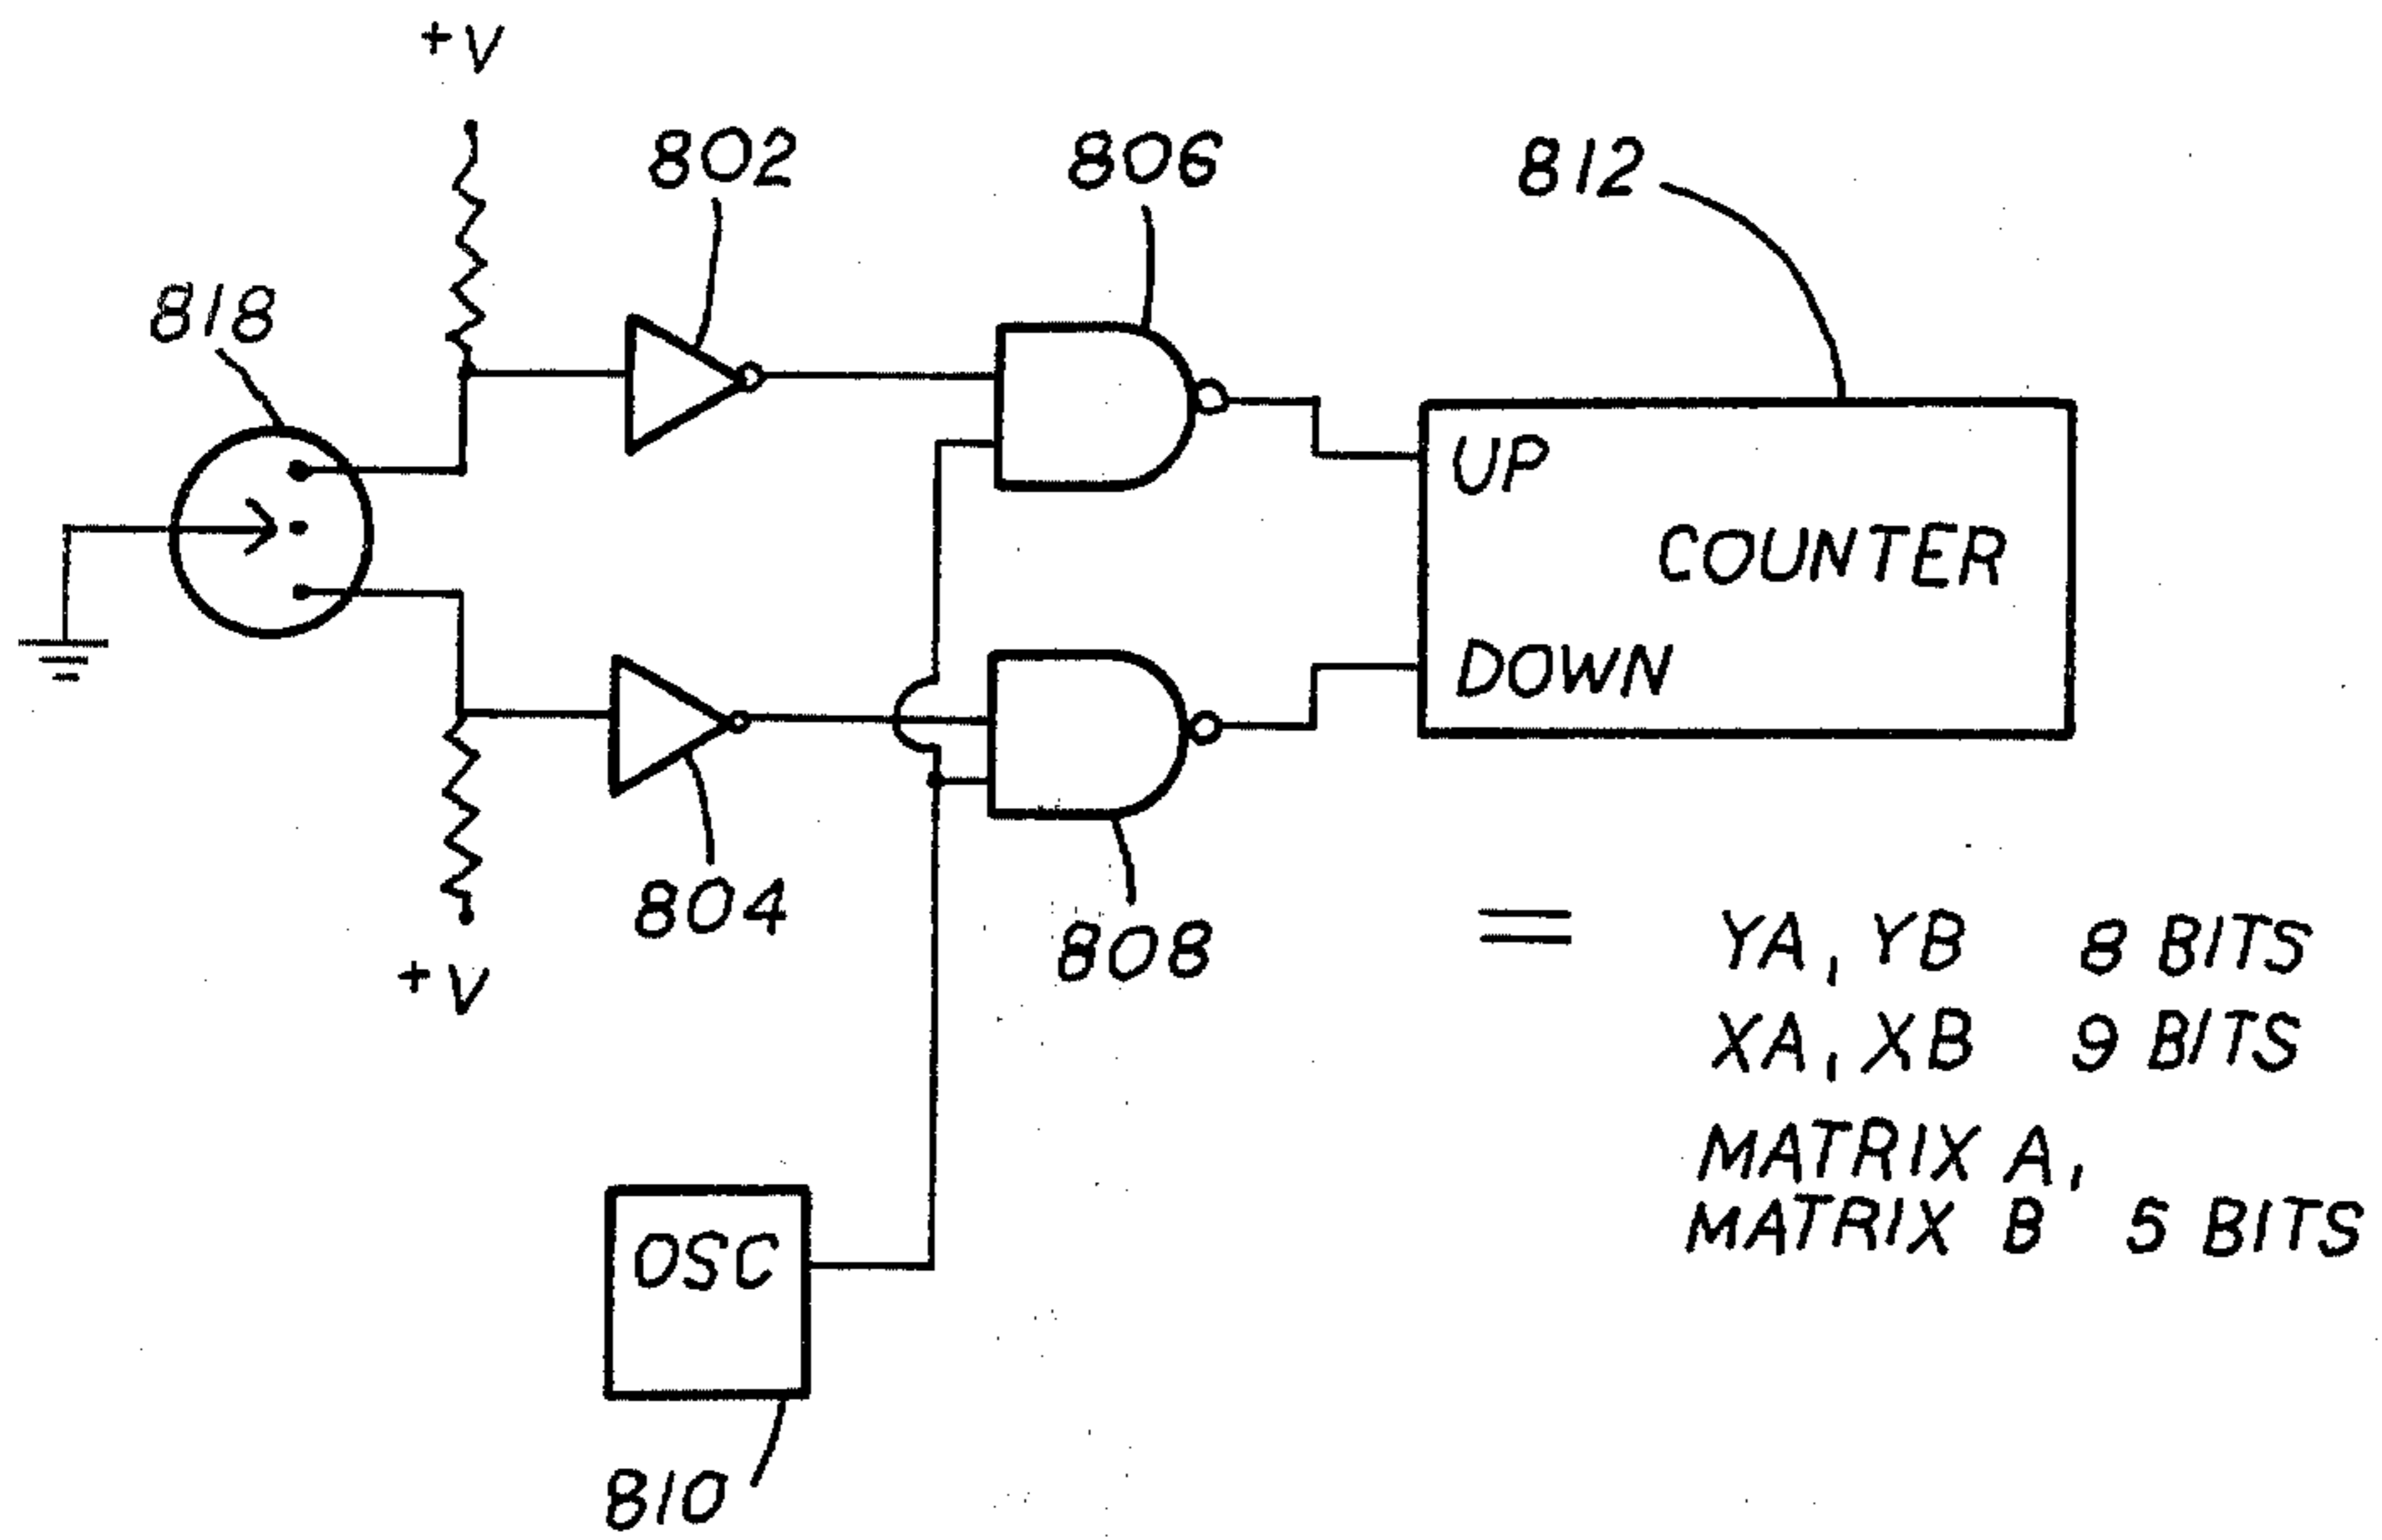 +V
802
806
812
818
UP
COUNTER
DOWN
804
808
+V
= YA, YB 8 BITS
XA, XB 9 BITS
MATRIX A,
MATRIX B 5 BITS
OSC
810